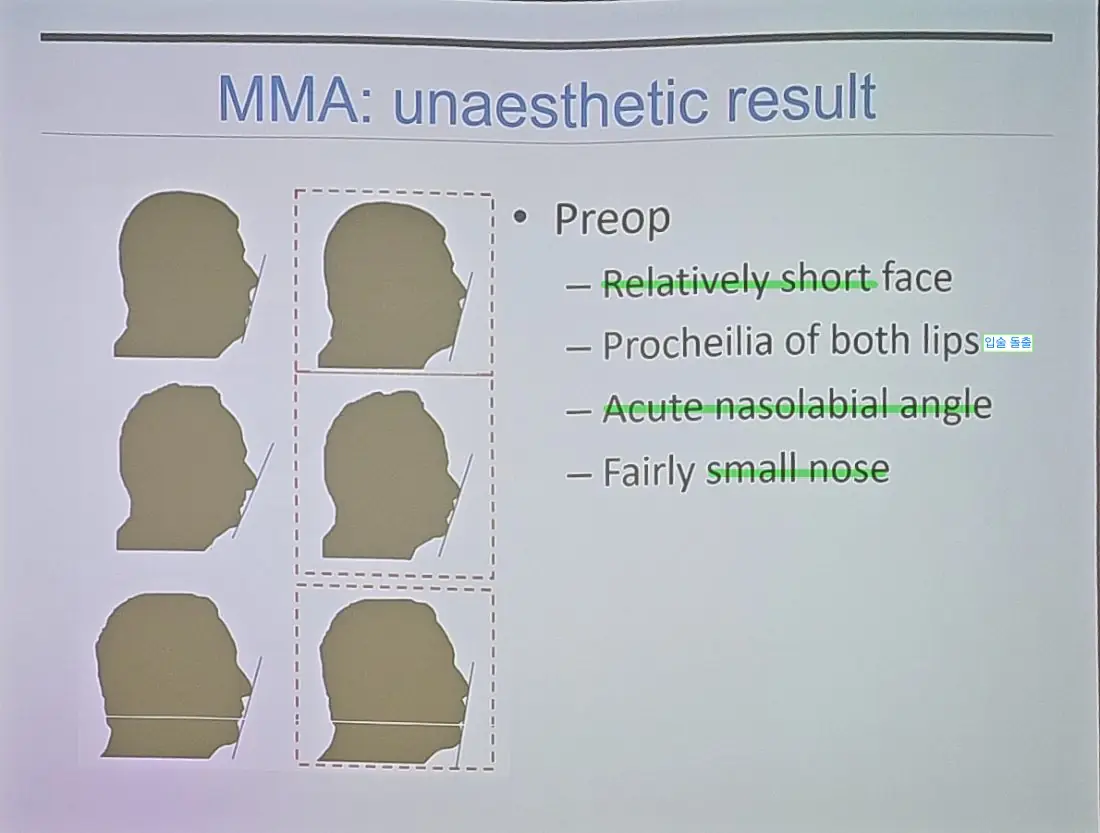 MMA: unaesthetic result
• Preop
– Relatively short face
– Procheilia of both lips 입술 돌출
– Acute nasolabial angle
– Fairly small nose